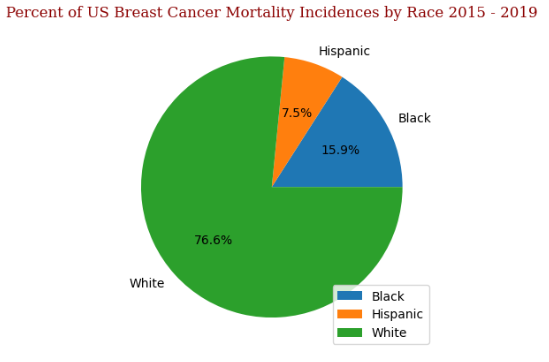 Percent of US Breast Cancer Mortality Incidences by Race 2015 - 2019
Hispanic
7.5%
Black
15.9%
76.6%
White
Black
Hispanic
White